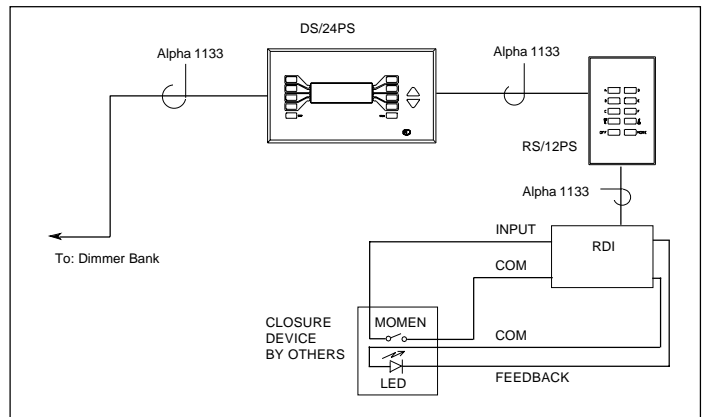 DS/24PS
Alpha 1133
Alpha 1133
RS/12PS
Alpha 1133
To: Dimmer Bank
INPUT
RDI
COM
CLOSURE
DEVICE
BY OTHERS
MOMEN
COM
LED
FEEDBACK
A
B
C
OFF